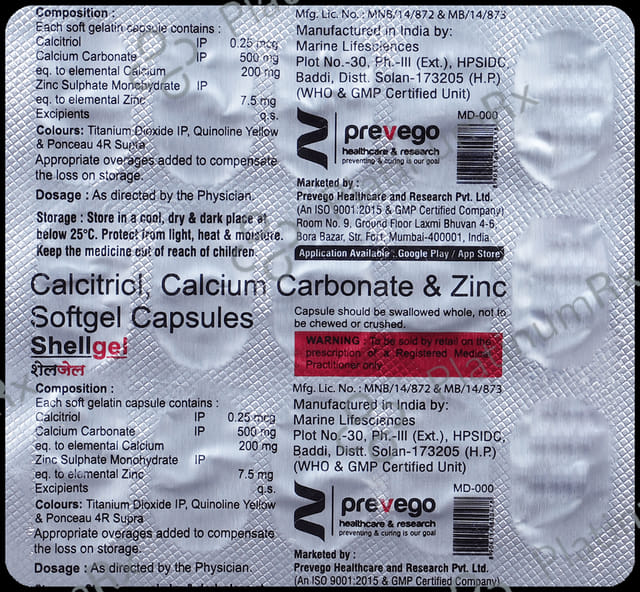 Composition :
Each soft gelatin capsule contains :
Calcitriol IP 0.25 mcg
Calcium Carbonate IP 500 mg
eq. to elemental Calcium 200 mg
Zinc Sulphate Monohydrate IP
eq. to elemental Zinc 7.5 mg
Excipients q.s.
Colours: Titanium Dioxide IP, Quinoline Yellow
& Ponceau 4R Supra
Appropriate overages added to compensate
the loss on storage.
Dosage : As directed by the Physician.
Storage : Store in a cool, dry & dark place at
below 25°C. Protect from light, heat & moisture.
Keep the medicine out of reach of children.
Mfg. Lic. No. : MNB/14/872 & MB/14/873
Manufactured in India by:
Marine Lifesciences
Plot No.-30, Ph.-III (Ext.), HPSIDC,
Baddi, Distt. Solan-173205 (H.P.)
(WHO & GMP Certified Unit)
MD-000
prevego
healthcare & research
preventing & curing is our goal
Marketed by :
Prevego Healthcare and Research Pvt. Ltd.
(An ISO 9001:2015 & GMP Certified Company)
Room No. 9, Ground Floor Laxmi Bhuvan 4-6,
Bora Bazar, Str. Fort, Mumbai-400001, India.
Application Available : Google Play / App Store
Calcitriol, Calcium Carbonate & Zinc
Softgel Capsules
Shellgel
शेलजेल
Capsule should be swallowed whole, not to
be chewed or crushed.
WARNING : To be sold by retail on the
prescription of a Registered Medical
Practitioner only.
Composition :
Each soft gelatin capsule contains :
Calcitriol IP 0.25 mcg
Calcium Carbonate IP 500 mg
eq. to elemental Calcium 200 mg
Zinc Sulphate Monohydrate IP
eq. to elemental Zinc 7.5 mg
Excipients q.s.
Colours: Titanium Dioxide IP, Quinoline Yellow
& Ponceau 4R Supra
Appropriate overages added to compensate
the loss on storage.
Dosage : As directed by the Physician.
Mfg. Lic. No. : MNB/14/872 & MB/14/873
Manufactured in India by:
Marine Lifesciences
Plot No.-30, Ph.-III (Ext.), HPSIDC,
Baddi, Distt. Solan-173205 (H.P.)
(WHO & GMP Certified Unit)
MD-000
prevego
healthcare & research
preventing & curing is our goal
Marketed by :
Prevego Healthcare and Research Pvt. Ltd.
(An ISO 9001:2015 & GMP Certified Company)
PlatinumRx